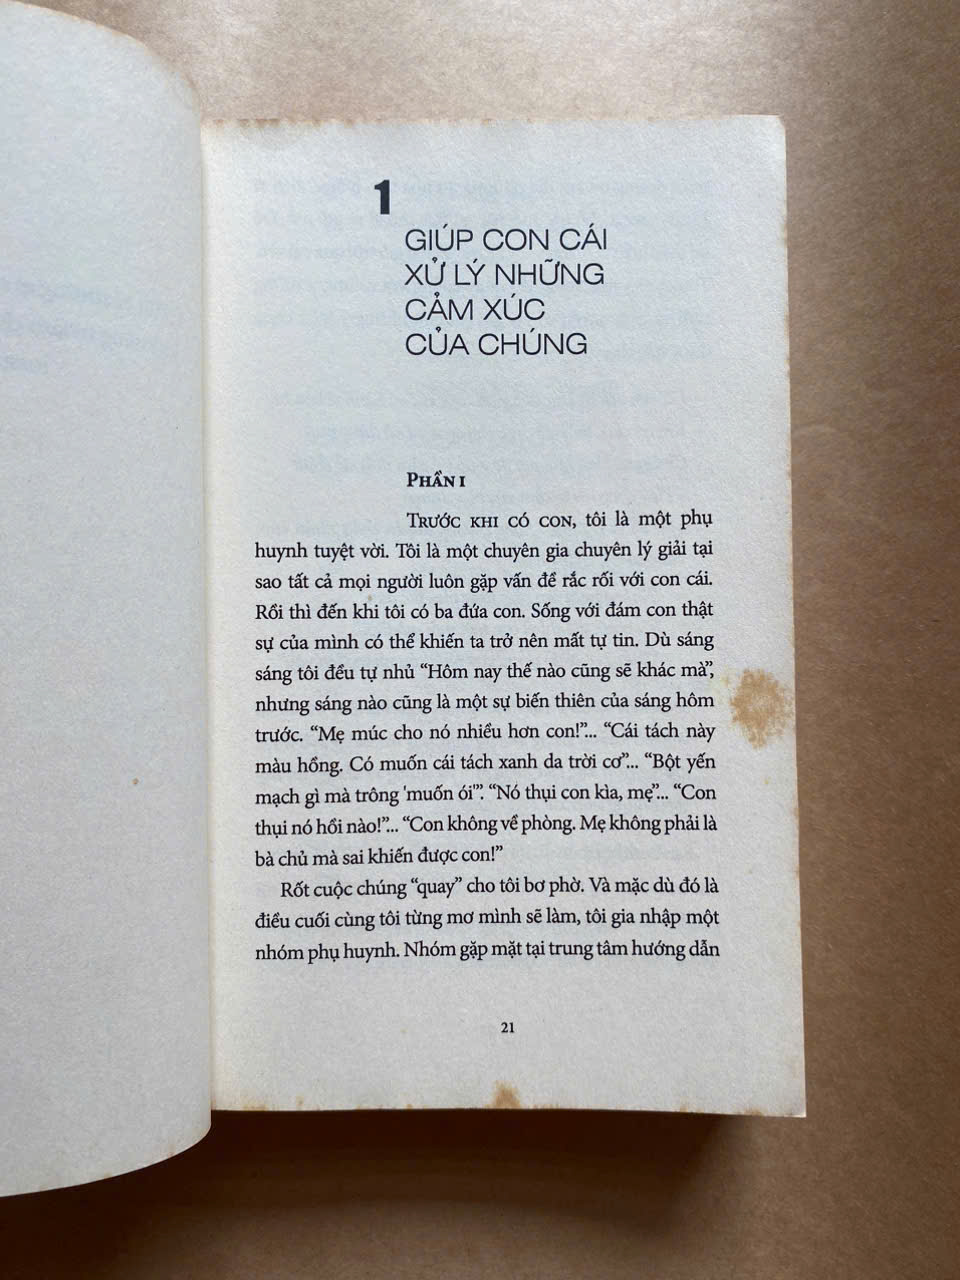 1
GIÚP CON CÁI
XỬ LÝ NHỮNG
CẢM XÚC
CỦA CHÚNG
PHẦN I
TRƯỚC KHI CÓ CON, tôi là một phụ
huynh tuyệt vời. Tôi là một chuyên gia chuyên lý giải tại
sao tất cả mọi người luôn gặp vấn đề rắc rối với con cái.
Rồi thì đến khi tôi có ba đứa con. Sống với đám con thật
sự của mình có thể khiến ta trở nên mất tự tin. Dù sáng
sáng tôi đều tự nhủ “Hôm nay thế nào cũng sẽ khác mà”,
nhưng sáng nào cũng là một sự biến thiên của sáng hôm
trước. “Mẹ múc cho nó nhiều hơn con!”... “Cái tách này
màu hồng. Có muốn cái tách xanh da trời cơ”... “Bột yến
mạch gì mà trông 'muốn ói'”. “Nó thụi con kìa, mẹ”... “Con
thụi nó hồi nào!”... “Con không về phòng. Mẹ không phải là
bà chủ mà sai khiến được con!”
Rốt cuộc chúng “quay” cho tôi bơ phờ. Và mặc dù đó là
điều cuối cùng tôi từng mơ mình sẽ làm, tôi gia nhập một
nhóm phụ huynh. Nhóm gặp mặt tại trung tâm hướng dẫn
21